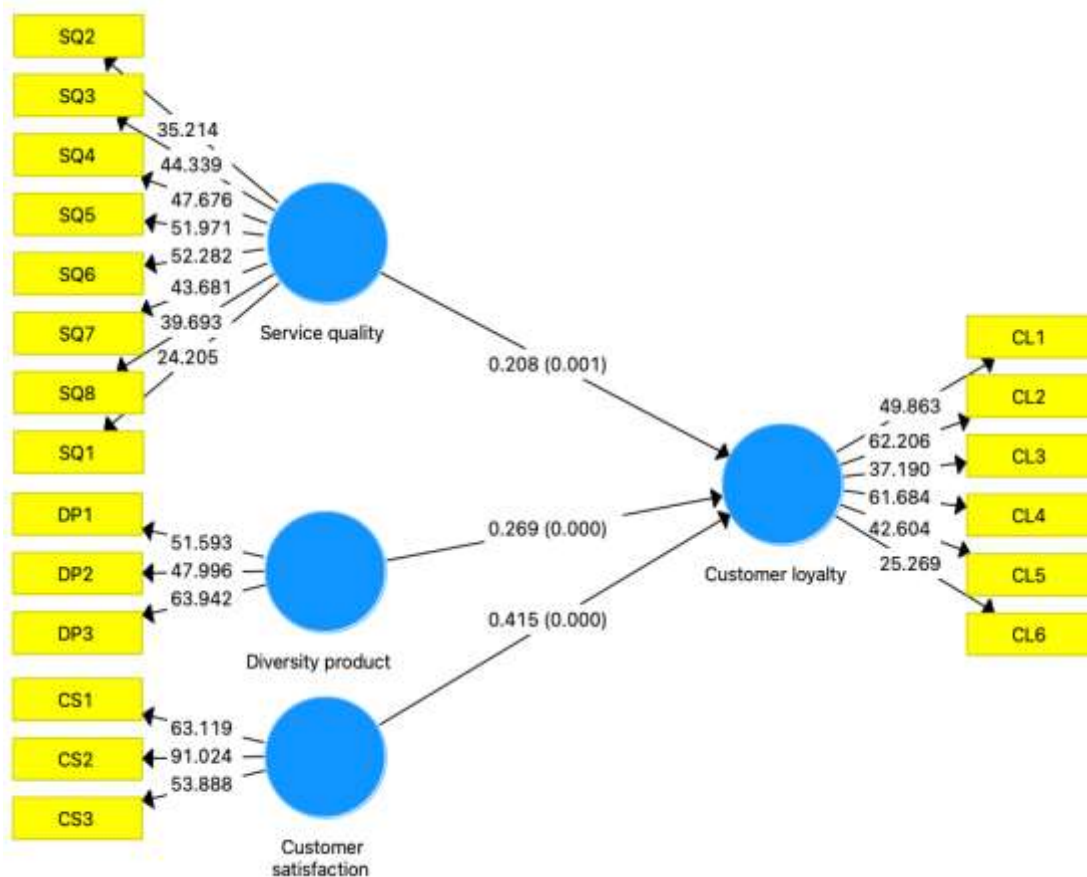 SQ2
SQ3
SQ4
SQ5
SQ6
SQ7
SQ8
SQ1
35.214
44.339
47.676
51.971
52.282
43.681
39.693
24.205
Service quality
0.208 (0.001)
DP1
DP2
DP3
51.593
47.996
63.942
Diversity product
0.269 (0.000)
CS1
CS2
CS3
63.119
91.024
53.888
Customer
satisfaction
0.415 (0.000)
Customer loyalty
49.863
62.206
37.190
61.684
42.604
25.269
CL1
CL2
CL3
CL4
CL5
CL6